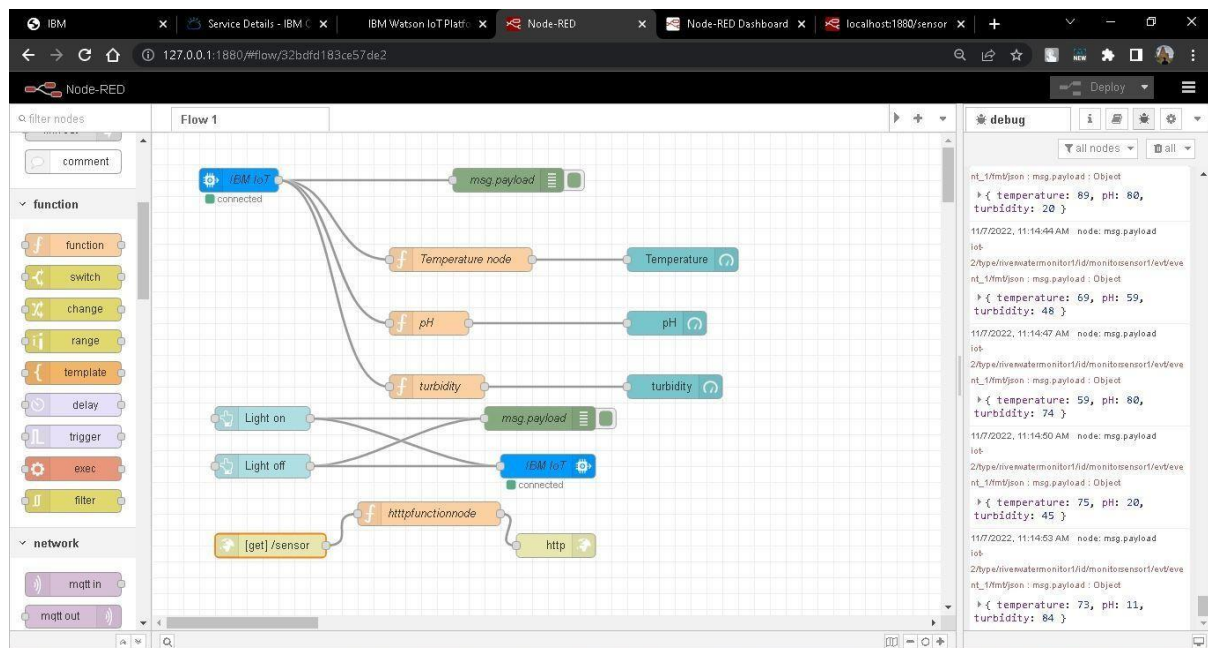 IBM
Service Details - IBM C
IBM Watson IoT Platfo
Node-RED
Node-RED Dashboard
localhost:1880/sensor
127.0.0.1:1880/#flow/32bdfd183ce57de2
NEW
Node-RED
Deploy
filter nodes
comment
function
function
switch
change
range
template
delay
trigger
exec
filter
network
mqtt in
mqtt out
Flow 1
IBM IoT
connected
msg.payload
Temperature node
Temperature
pH
pH
turbidity
turbidity
Light on
msg.payload
Light off
IBM IoT
connected
htttpfunctionnode
[get] /sensor
http
debug
all nodes
all
nt_1/fmt/json : msg.payload : Object
{ temperature: 89, pH: 80,
turbidity: 20 }
11/7/2022, 11:14:44 AM node: msg.payload
iot-
2/type/riverwatermonitor1/id/monitorsensor1/evt/eve
nt_1/fmt/json : msg.payload : Object
{ temperature: 69, pH: 59,
turbidity: 48 }
11/7/2022, 11:14:47 AM node: msg.payload
iot-
2/type/riverwatermonitor1/id/monitorsensor1/evt/eve
nt_1/fmt/json : msg.payload : Object
{ temperature: 59, pH: 80,
turbidity: 74 }
11/7/2022, 11:14:50 AM node: msg.payload
iot-
2/type/riverwatermonitor1/id/monitorsensor1/evt/eve
nt_1/fmt/json : msg.payload : Object
{ temperature: 75, pH: 20,
turbidity: 45 }
11/7/2022, 11:14:53 AM node: msg.payload
iot-
2/type/riverwatermonitor1/id/monitorsensor1/evt/eve
nt_1/fmt/json : msg.payload : Object
{ temperature: 73, pH: 11,
turbidity: 84 }